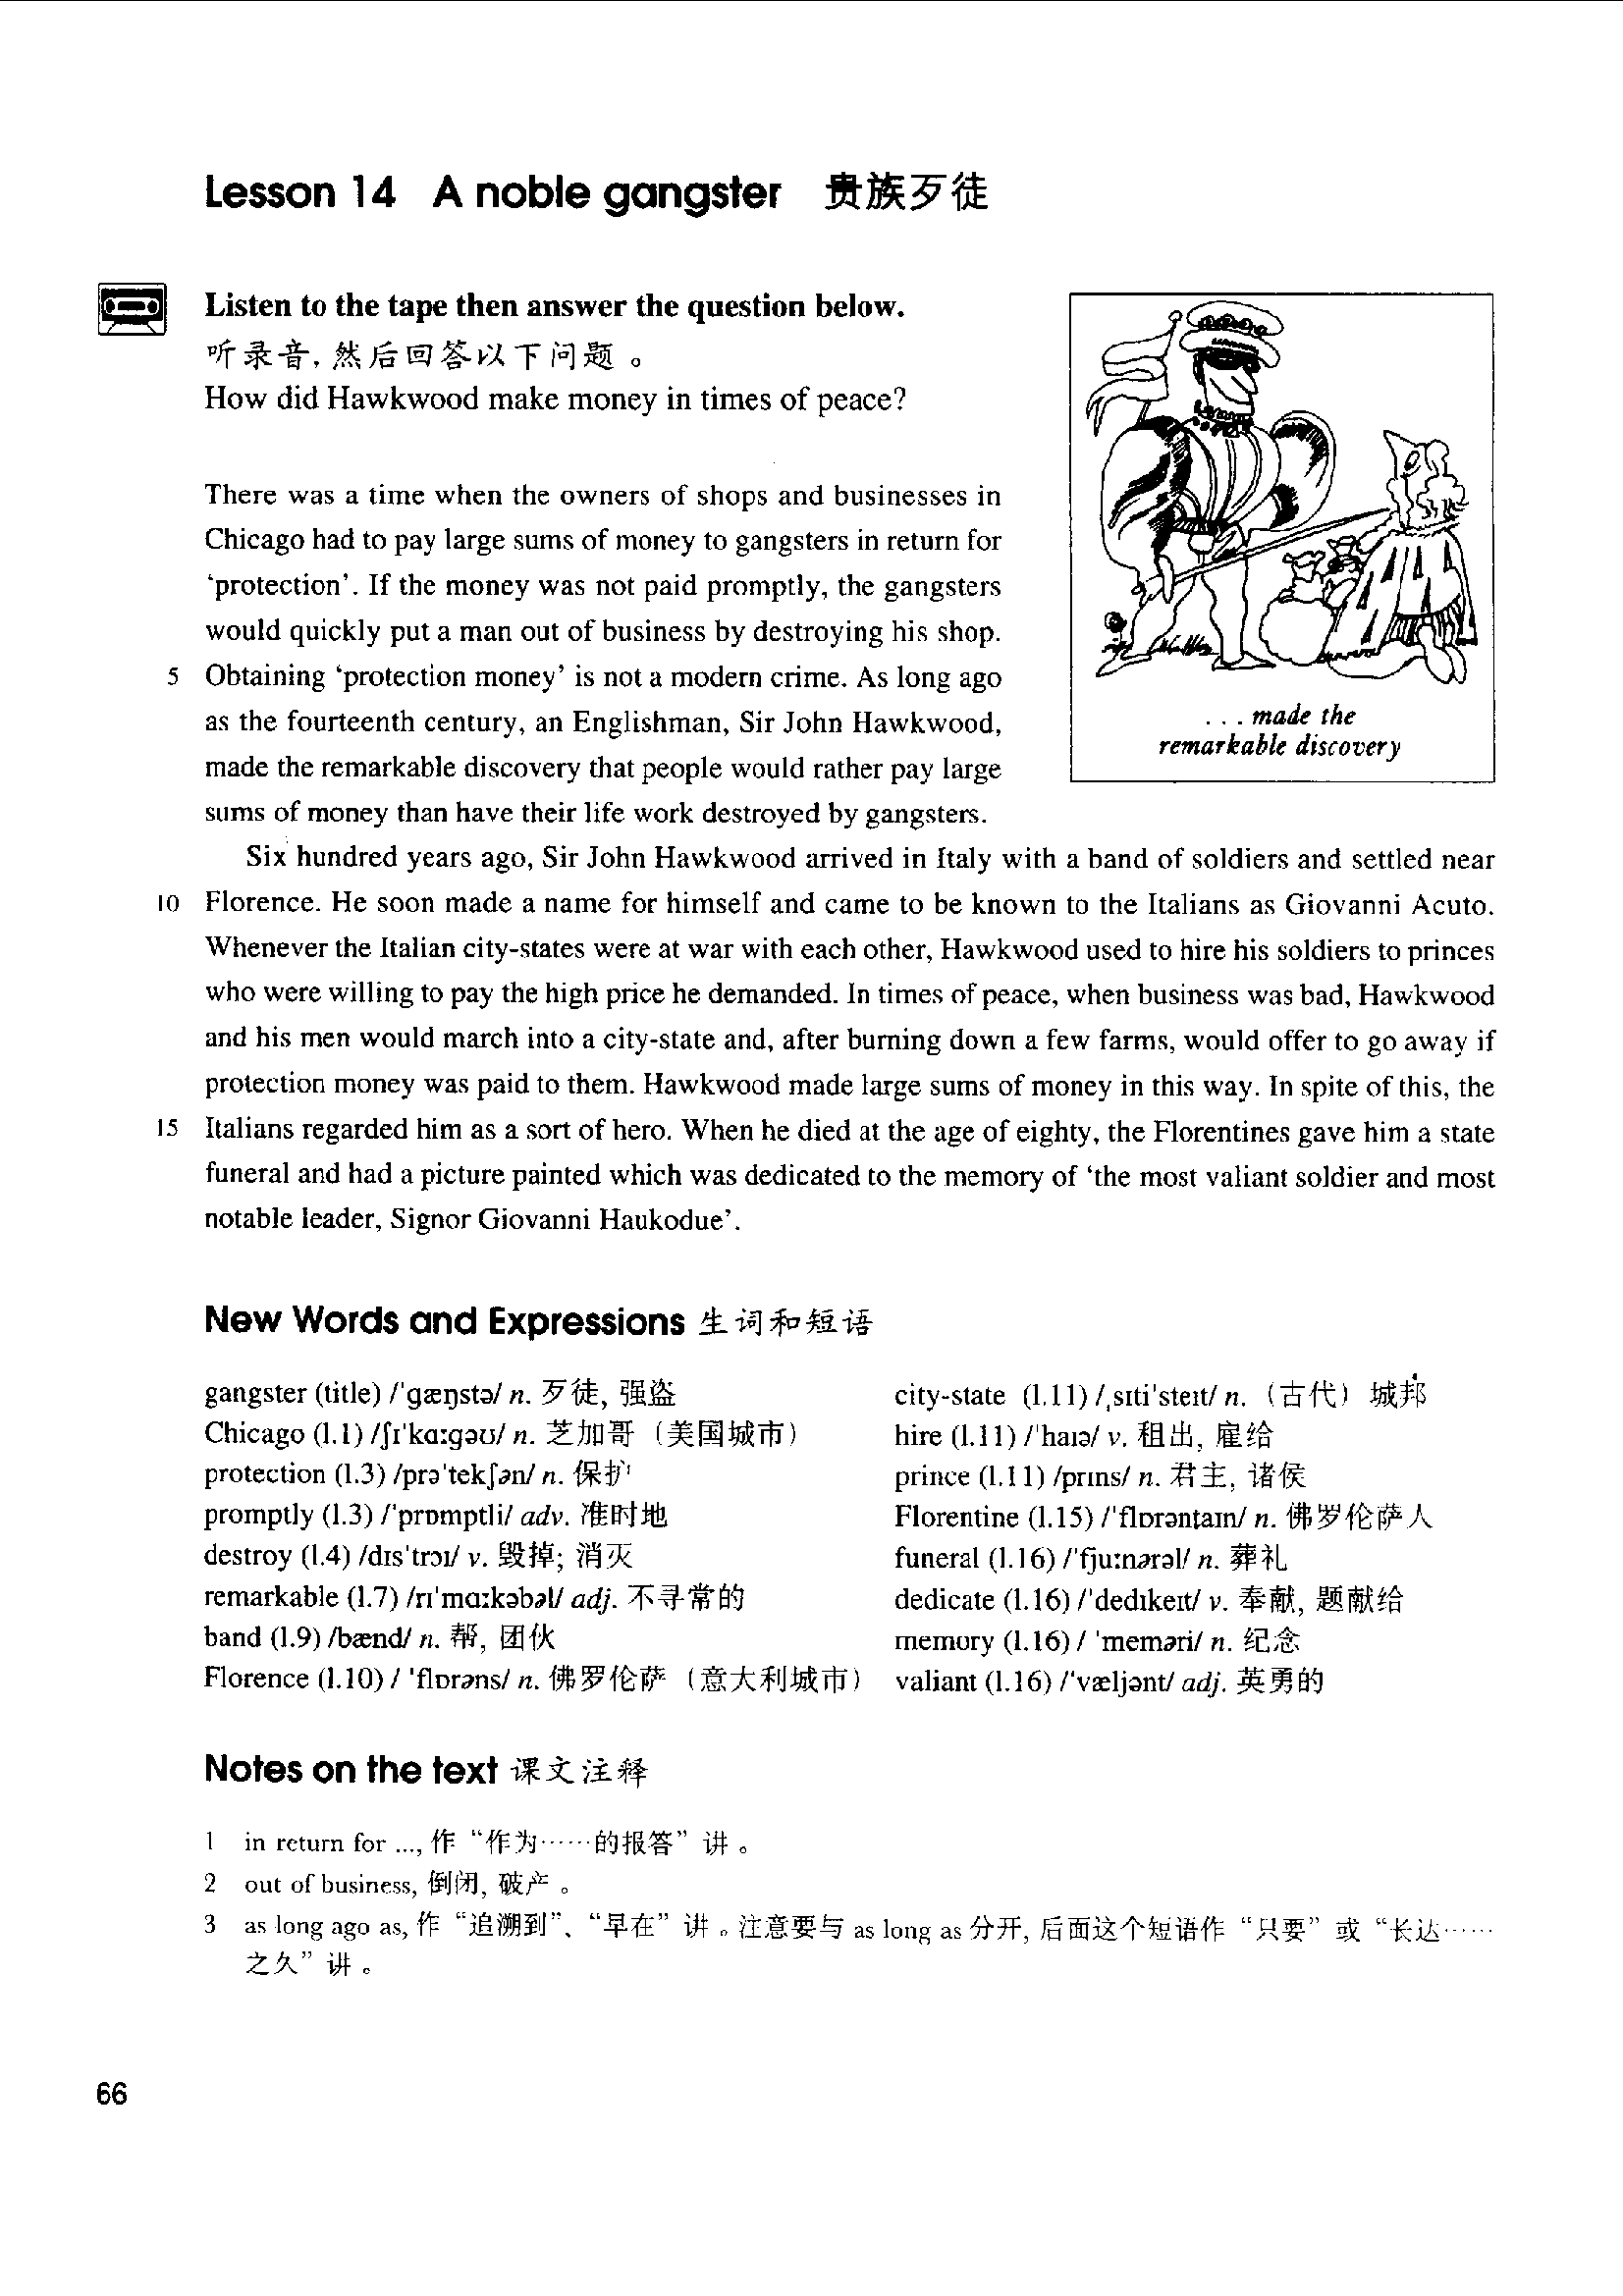 Lesson 14 A noble gangster 贵族歹徒
Listen to the tape then answer the question below.
听录音，然后回答以下问题。
How did Hawkwood make money in times of peace?
There was a time when the owners of shops and businesses in
Chicago had to pay large sums of money to gangsters in return for
‘protection’. If the money was not paid promptly, the gangsters
would quickly put a man out of business by destroying his shop.
5 Obtaining ‘protection money’ is not a modern crime. As long ago
as the fourteenth century, an Englishman, Sir John Hawkwood,
made the remarkable discovery that people would rather pay large
sums of money than have their life work destroyed by gangsters.
. . . made the
remarkable discovery
Six hundred years ago, Sir John Hawkwood arrived in Italy with a band of soldiers and settled near
10 Florence. He soon made a name for himself and came to be known to the Italians as Giovanni Acuto.
Whenever the Italian city-states were at war with each other, Hawkwood used to hire his soldiers to princes
who were willing to pay the high price he demanded. In times of peace, when business was bad, Hawkwood
and his men would march into a city-state and, after burning down a few farms, would offer to go away if
protection money was paid to them. Hawkwood made large sums of money in this way. In spite of this, the
15 Italians regarded him as a sort of hero. When he died at the age of eighty, the Florentines gave him a state
funeral and had a picture painted which was dedicated to the memory of ‘the most valiant soldier and most
notable leader, Signor Giovanni Haukodue’.
New Words and Expressions 生词和短语
gangster (title) /ˈgæŋstə/ n. 歹徒, 强盗
Chicago (l.1) /ʃɪˈkɑːgəʊ/ n. 芝加哥（美国城市）
protection (l.3) /prəˈtekʃən/ n. 保护
promptly (l.3) /ˈprɒmptli/ adv. 准时地
destroy (l.4) /dɪsˈtrɔɪ/ v. 毁掉; 消灭
remarkable (l.7) /rɪˈmɑːkəbəl/ adj. 不寻常的
band (l.9) /bænd/ n. 帮, 团伙
Florence (l.10) / ˈflɒrəns/ n. 佛罗伦萨（意大利城市）
city-state (l.11) /ˌsɪtiˈsteɪt/ n.（古代）城邦
hire (l.11) /ˈhaɪə/ v. 租出, 雇给
prince (l.11) /prɪns/ n. 君主, 诸侯
Florentine (l.15) /ˈflɒrəntaɪn/ n. 佛罗伦萨人
funeral (l.16) /ˈfjuːnərəl/ n. 葬礼
dedicate (l.16) /ˈdedɪkeɪt/ v. 奉献, 题献给
memory (l.16) / ˈmeməri/ n. 纪念
valiant (l.16) /ˈvæljənt/ adj. 英勇的
Notes on the text 课文注释
1 in return for ..., 作“作为……的报答”讲。
2 out of business, 倒闭, 破产。
3 as long ago as, 作“追溯到”、“早在”讲。注意要与 as long as 分开, 后面这个短语作“只要”或“长达……
之久”讲。
66